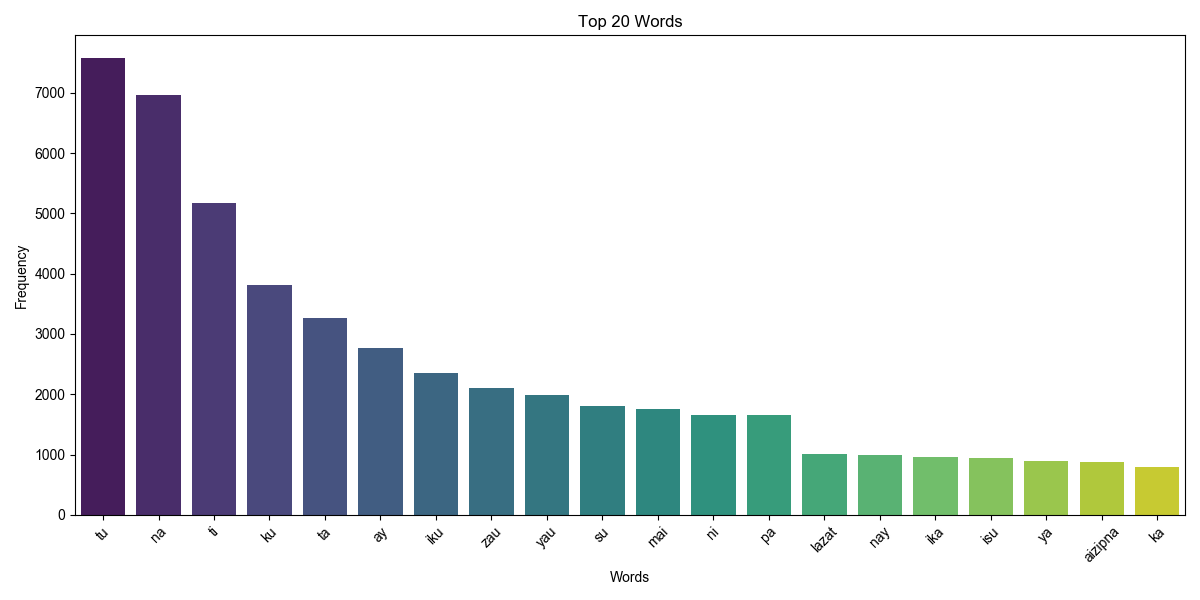 Top 20 Words
Frequency
7000
6000
5000
4000
3000
2000
1000
0
tu na ti ku ta ay iku zau yau su mai ni pa lazat nay ika isu ya aizipna ka
Words